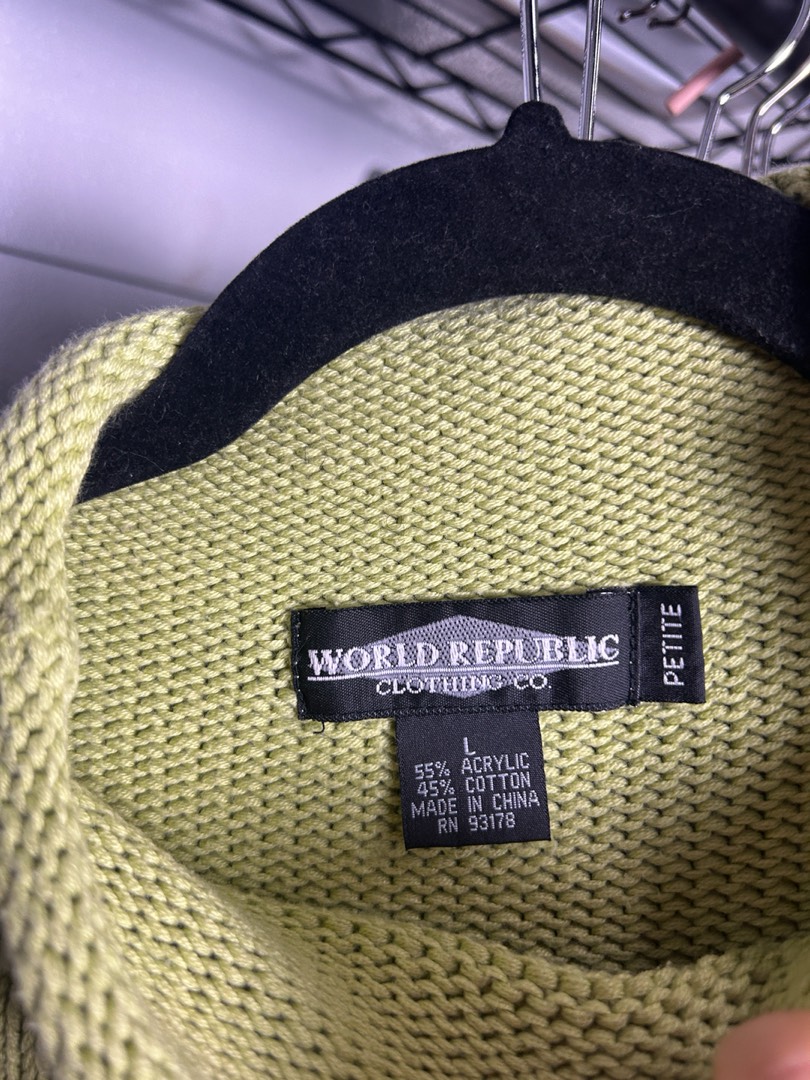 WORLD REPUBLIC
CLOTHING CO.
PETITE
L
55% ACRYLIC
45% COTTON
MADE IN CHINA
RN 93178